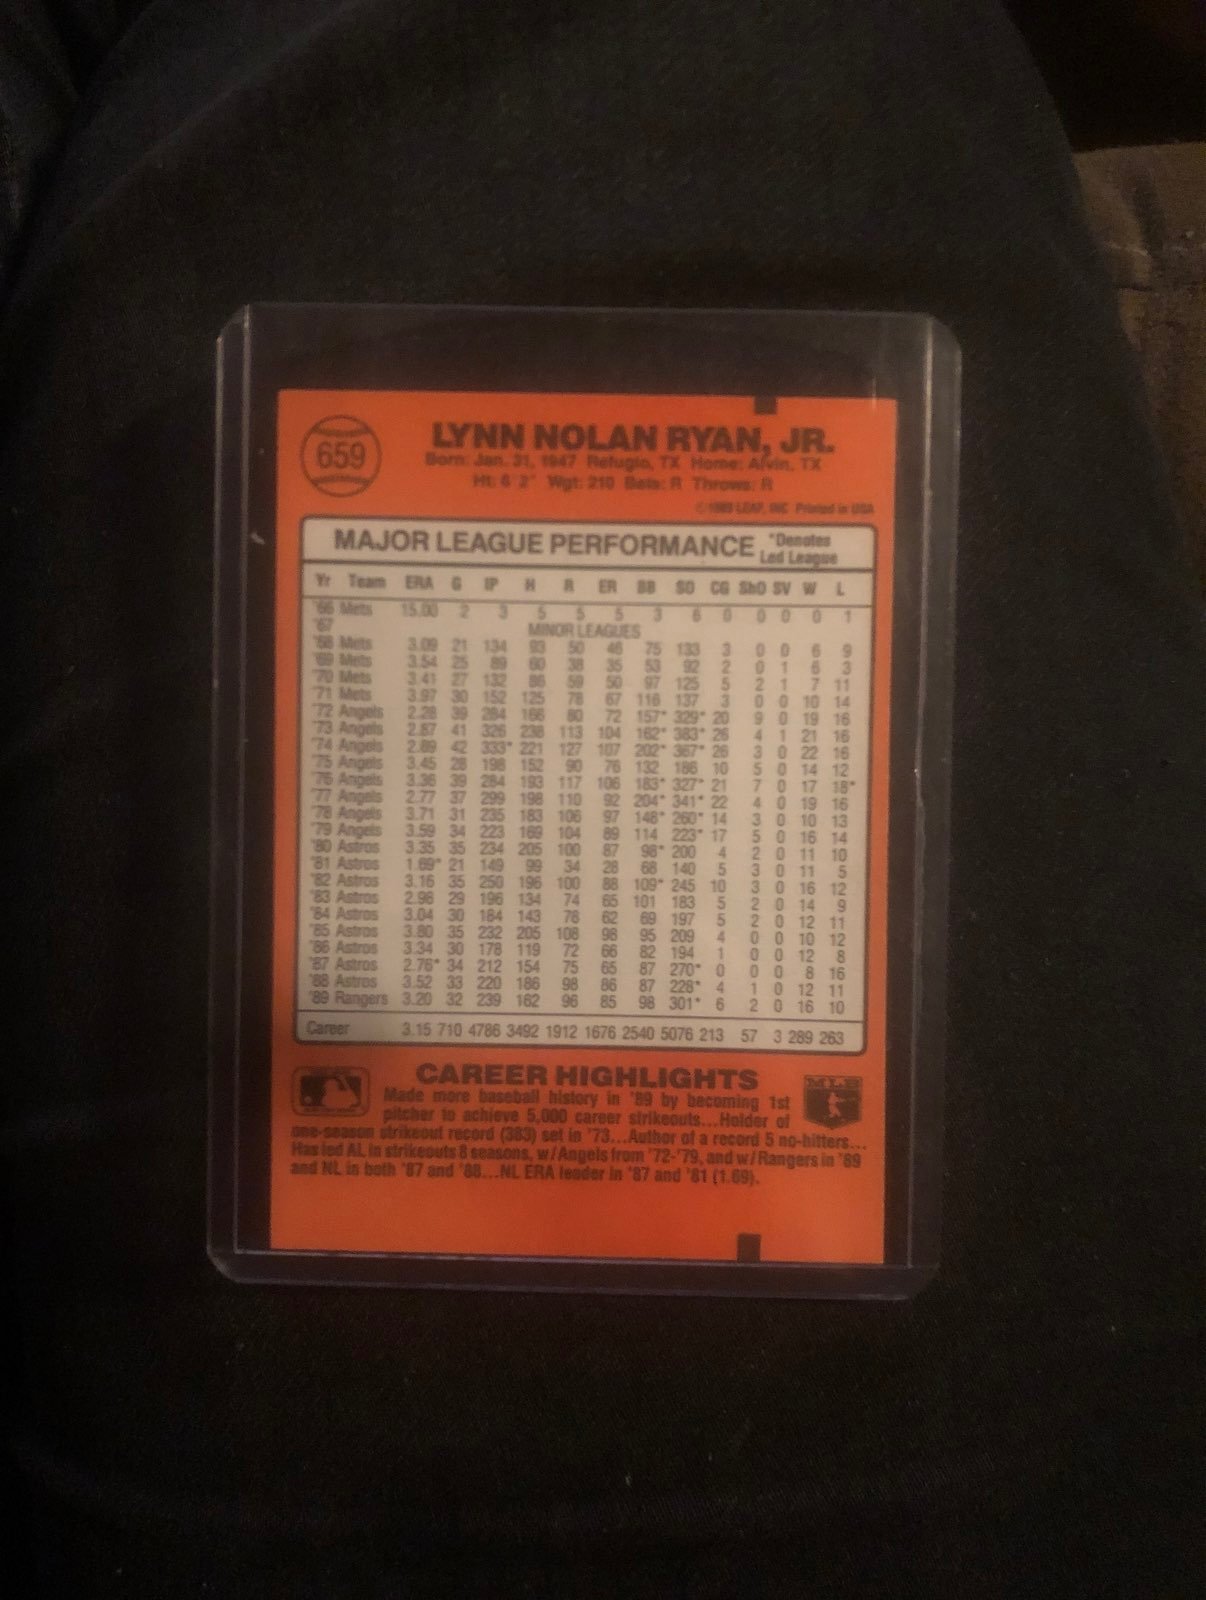 659
LYNN NOLAN RYAN, JR.
Born: Jan. 31, 1947 Refugio, TX Home: Alvin, TX
Ht: 6'2" Wgt: 210 Bats: R Throws: R
©1989 LEAF, INC Printed in USA
MAJOR LEAGUE PERFORMANCE *Denotes
Led League
Yr Team ERA G IP H R ER BB SO CG ShO SV W L
'66 Mets 15.00 2 3 5 5 5 3 6 0 0 0 0 1
'67 MINOR LEAGUES
'68 Mets 3.09 21 134 93 50 46 75 133 3 0 0 6 9
'69 Mets 3.54 25 89 60 38 35 53 92 2 0 1 6 3
'70 Mets 3.41 27 132 86 59 50 97 125 5 2 1 7 11
'71 Mets 3.97 30 152 125 78 67 116 137 3 0 0 10 14
'72 Angels 2.28 39 284 166 80 72 157* 329* 20 9 0 19 16
'73 Angels 2.87 41 326 238 113 104 162* 383* 26 4 1 21 16
'74 Angels 2.89 42 333* 221 127 107 202* 367* 26 3 0 22 16
'75 Angels 3.45 28 198 152 90 76 132 186 10 5 0 14 12
'76 Angels 3.36 39 284 193 117 106 183* 327* 21 7 0 17 18*
'77 Angels 2.77 37 299 198 110 92 204* 341* 22 4 0 19 16
'78 Angels 3.71 31 235 183 106 97 148* 260* 14 3 0 10 13
'79 Angels 3.59 34 223 169 104 89 114 223* 17 5 0 16 14
'80 Astros 3.35 35 234 205 100 87 98* 200 4 2 0 11 10
'81 Astros 1.69* 21 149 99 34 28 68 140 5 3 0 11 5
'82 Astros 3.16 35 250 196 100 88 109* 245 10 3 0 16 12
'83 Astros 2.98 29 196 134 74 65 101 183 5 2 0 14 9
'84 Astros 3.04 30 184 143 78 62 69 197 5 2 0 12 11
'85 Astros 3.80 35 232 205 108 98 95 209 4 0 0 10 12
'86 Astros 3.34 30 178 119 72 66 82 194 1 0 0 12 8
'87 Astros 2.76* 34 212 154 75 65 87 270* 0 0 0 8 16
'88 Astros 3.52 33 220 186 98 86 87 228* 4 1 0 12 11
'89 Rangers 3.20 32 239 162 96 85 98 301* 6 2 0 16 10
Career 3.15 710 4786 3492 1912 1676 2540 5076 213 57 3 289 263
CAREER HIGHLIGHTS
MLB
Made more baseball history in '89 by becoming 1st
pitcher to achieve 5,000 career strikeouts...Holder of
one-season strikeout record (383) set in '73...Author of a record 5 no-hitters...
Has led AL in strikeouts 8 seasons, w/Angels from '72-'79, and w/Rangers in '89
and NL in both '87 and '88...NL ERA leader in '87 and '81 (1.69).